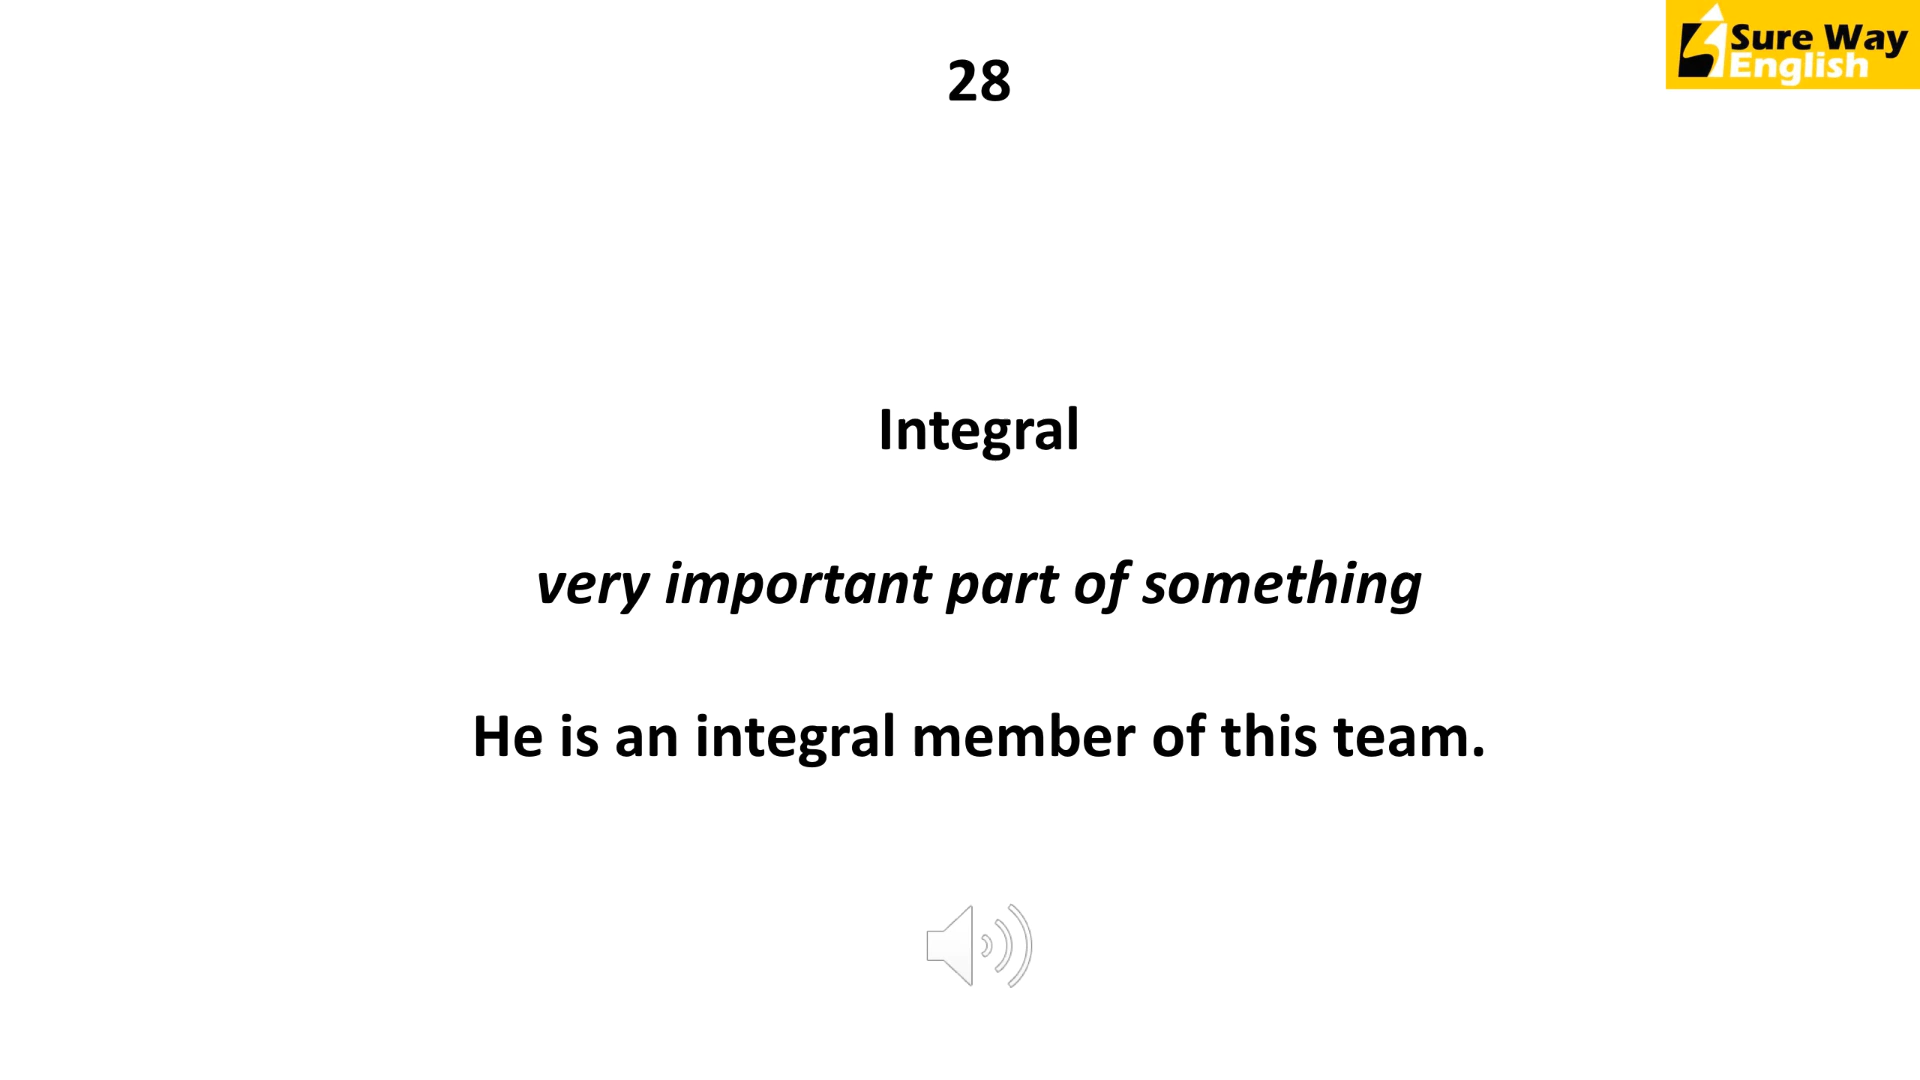 28
Sure Way
English
Integral
very important part of something
He is an integral member of this team.